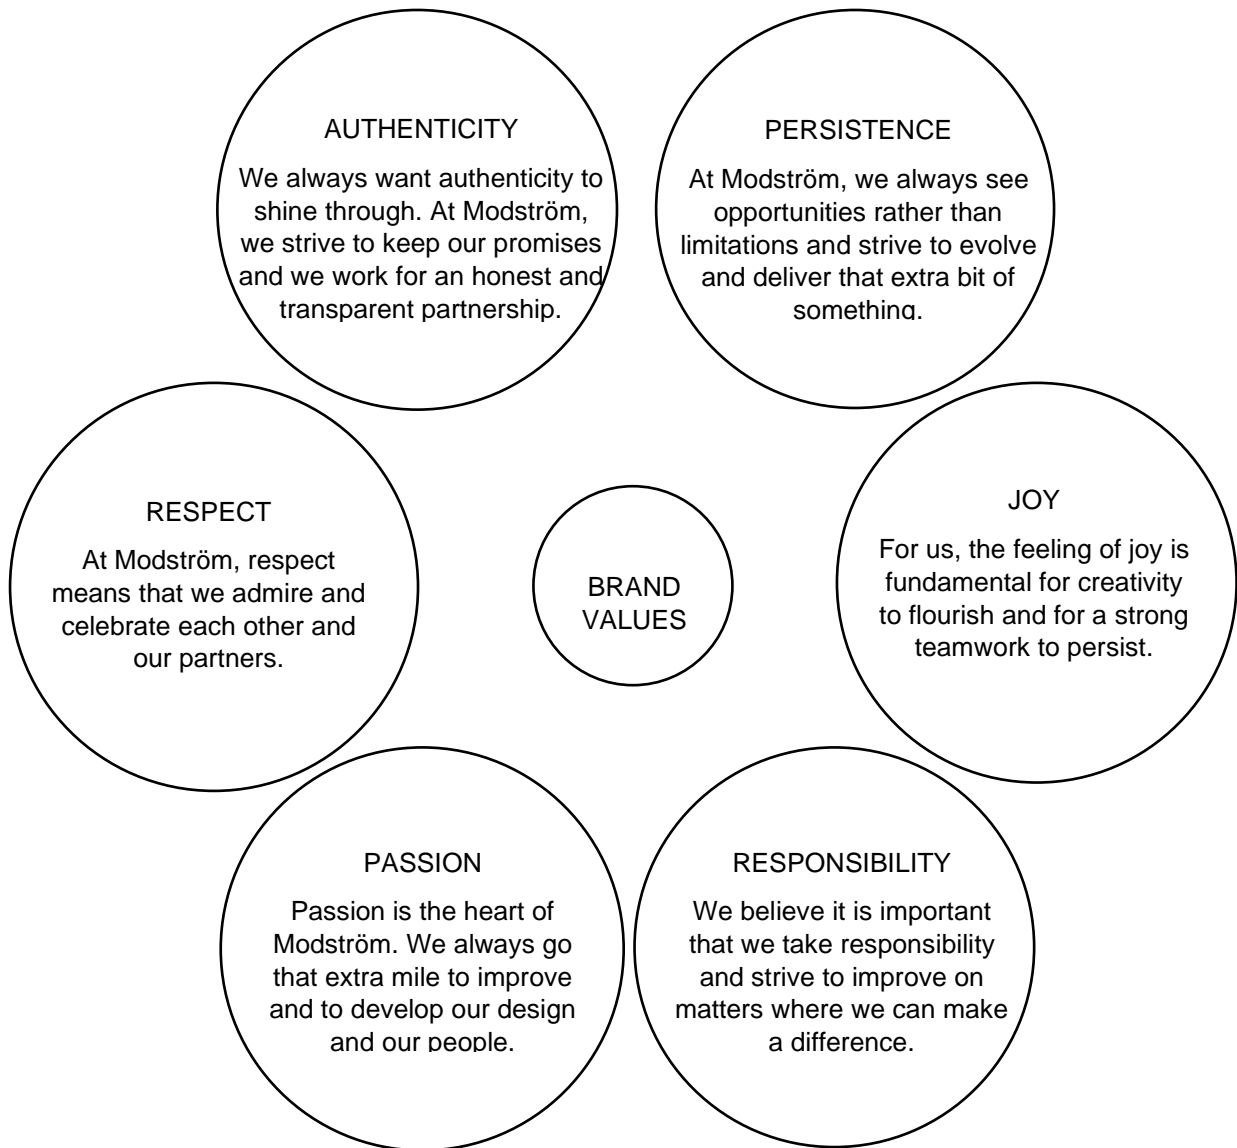 AUTHENTICITY
We always want authenticity to
shine through. At Modström,
we strive to keep our promises
and we work for an honest and
transparent partnership.
PERSISTENCE
At Modström, we always see
opportunities rather than
limitations and strive to evolve
and deliver that extra bit of
something.
RESPECT
At Modström, respect
means that we admire and
celebrate each other and
our partners.
BRAND
VALUES
JOY
For us, the feeling of joy is
fundamental for creativity
to flourish and for a strong
teamwork to persist.
PASSION
Passion is the heart of
Modström. We always go
that extra mile to improve
and to develop our design
and our people.
RESPONSIBILITY
We believe it is important
that we take responsibility
and strive to improve on
matters where we can make
a difference.